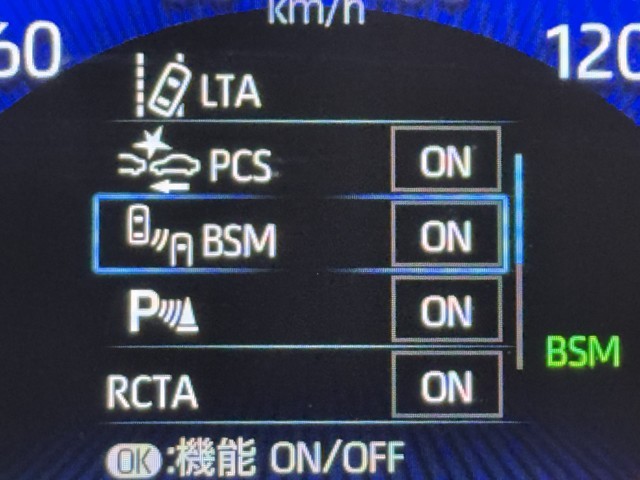 km/h
60
120
LTA
PCS ON
BSM ON
P ON
BSM
RCTA ON
OK:機能 ON/OFF